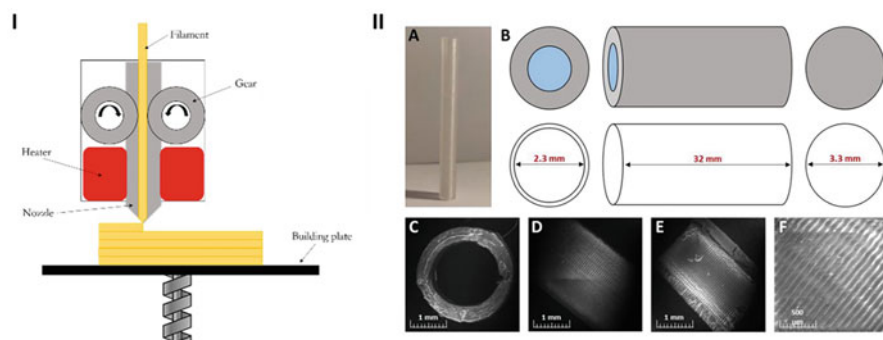 I
Filament
Gear
Heater
Nozzle
Building plate
II
A
B
2.3 mm
32 mm
3.3 mm
C
1 mm
D
1 mm
E
1 mm
F
500
μm